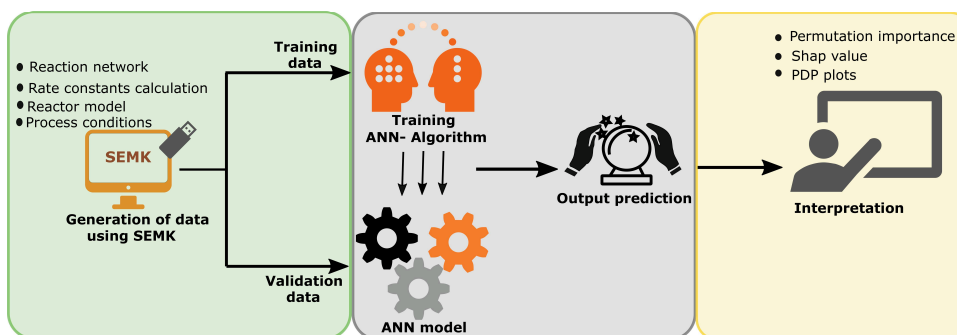 Reaction network
Rate constants calculation
Reactor model
Process conditions
SEMK
Generation of data
using SEMK
Training
data
Validation
data
Training
ANN- Algorithm
ANN model
Output prediction
Permutation importance
Shap value
PDP plots
Interpretation